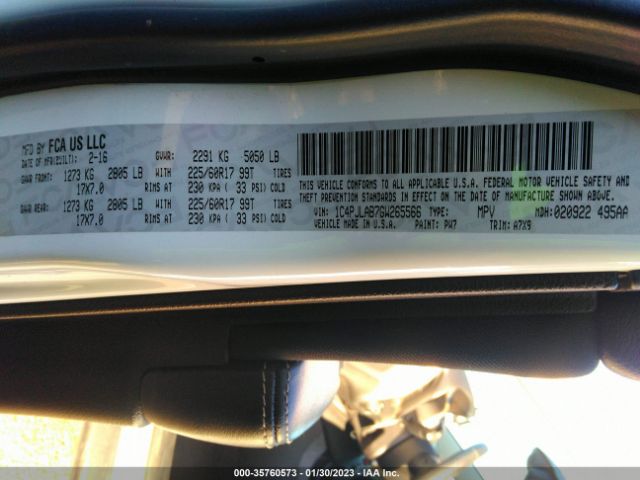 MFD BY FCA US LLC
DATE OF MFR 2-16 GVWR: 2291 KG 5050 LB
GAWR FRONT: 1273 KG 2805 LB WITH 225/60R17 99T TIRES
17X7.0 RIMS AT 230 KPA ( 33 PSI) COLD
GAWR REAR: 1273 KG 2805 LB WITH 225/60R17 99T TIRES
17X7.0 RIMS AT 230 KPA ( 33 PSI) COLD
THIS VEHICLE CONFORMS TO ALL APPLICABLE U.S.A. FEDERAL MOTOR VEHICLE SAFETY AND
THEFT PREVENTION STANDARDS IN EFFECT ON THE DATE OF MANUFACTURE SHOWN ABOVE.
VIN: 1C4PJLAB7GW265566 TYPE: MPV MDH: 020922 495AA
VEHICLE MADE IN U.S.A. PAINT: PW7 TRIM: A7X9
000-35760573 - 01/30/2023 - IAA Inc.